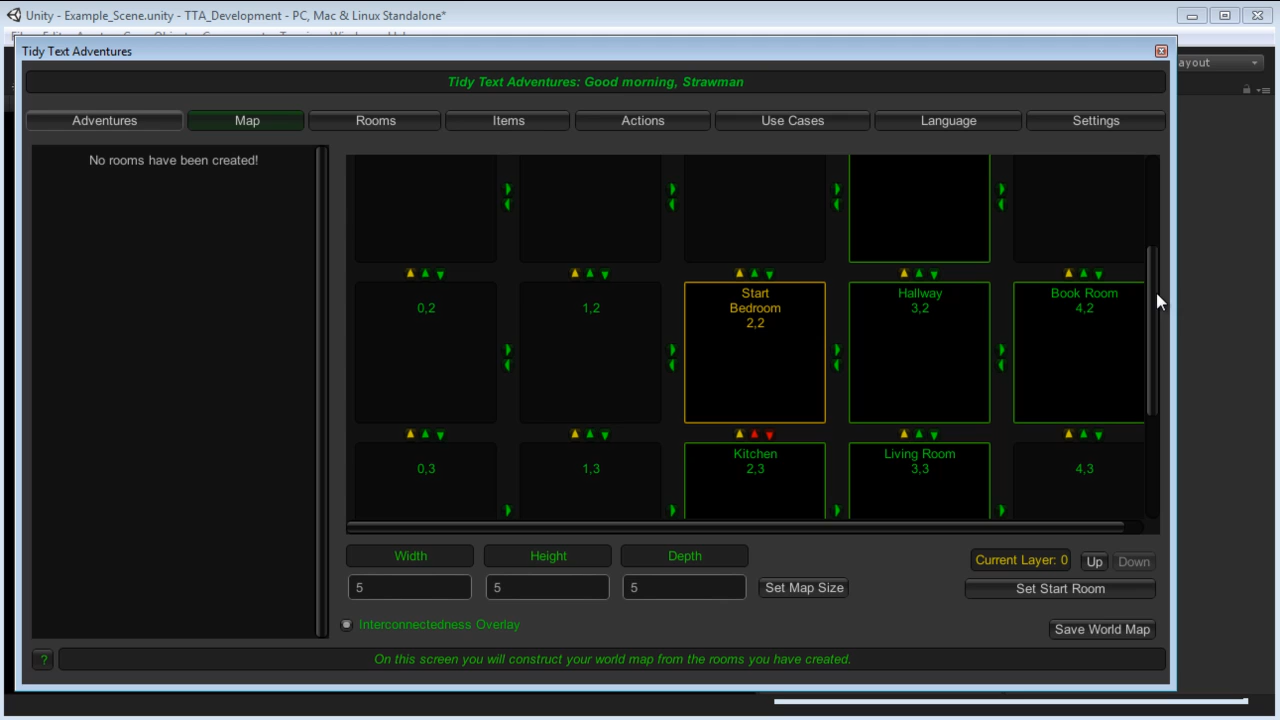 Unity - Example_Scene.unity - TTA_Development - PC, Mac & Linux Standalone*
Tidy Text Adventures
ayout
Tidy Text Adventures: Good morning, Strawman
Adventures Map Rooms Items Actions Use Cases Language Settings
No rooms have been created!
0,2
1,2
Start
Bedroom
2,2
Hallway
3,2
Book Room
4,2
0,3
1,3
Kitchen
2,3
Living Room
3,3
4,3
Width Height Depth
Current Layer: 0 Up Down
5 5 5 Set Map Size
Set Start Room
Interconnectedness Overlay
Save World Map
? On this screen you will construct your world map from the rooms you have created.